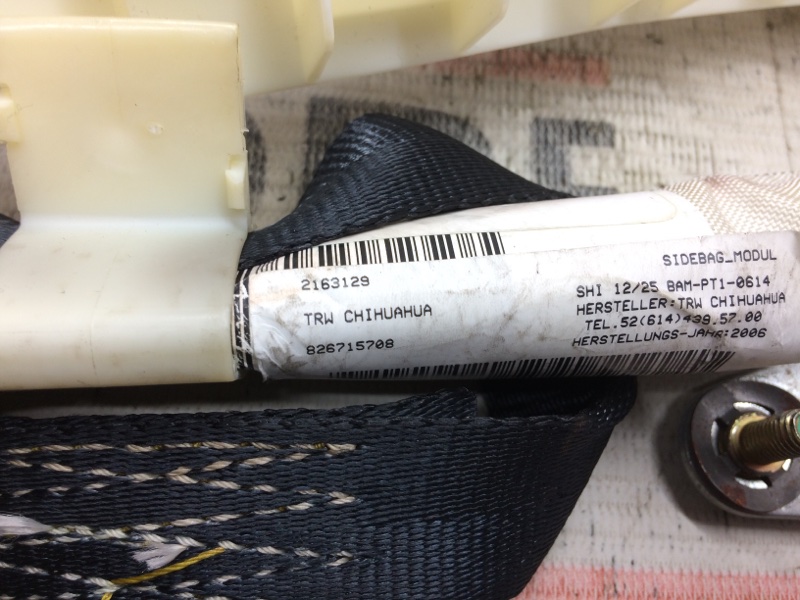 2163129
TRW CHIHUAHUA
826715708
SIDEBAG_MODUL
SHI 12/25 BAM-PT1-0614
HERSTELLER:TRW CHIHUAHUA
TEL.52(614)439.57.00
HERSTELLUNGS-JAHR:2006